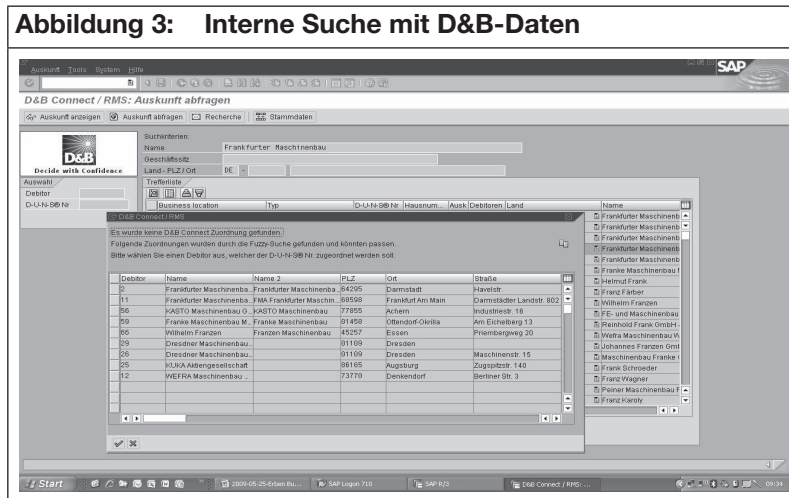 Abbildung 3: Interne Suche mit D&B-Daten
Auskunft Tools System Hilfe
SAP
D&B Connect / RMS: Auskunft abfragen
Auskunft anzeigen Auskunft abfragen Recherche Stammdaten
D&B
Decide with Confidence
Suchkriterien:
Name Frankfurter Maschinenbau
Geschäftssitz
Land - PLZ / Ort DE -
Auswahl
Debitor
D-U-N-S® Nr
Trefferliste
Business location Typ D-U-N-S® Nr Hausnum... Ausk Debitoren Land Name
D&B Connect / RMS
Es wurde keine D&B Connect Zuordnung gefunden.
Folgende Zuordnungen wurden durch die Fuzzy-Suche gefunden und könnten passen.
Bitte wählen Sie einen Debitor aus, welcher der D-U-N-S® Nr. zugeordnet werden soll.
Debitor Name Name 2 PLZ Ort Straße
2 Frankfurter Maschinenba.. Frankfurter Maschinenba.. 64295 Darmstadt Havelstr.
11 Frankfurter Maschinenba.. FMA Frankfurter Maschin.. 60598 Frankfurt Am Main Darmstädter Landstr. 802
56 KASTO Maschinenbau G.. KASTO Maschinenbau 77855 Achern Industriestr. 18
59 Franke Maschinenbau M.. Franke Maschinenbau 01458 Ottendorf-Okrilla Am Eichelberg 13
66 Wilhelm Franzen Franzen Maschinenbau 45257 Essen Priembergweg 20
29 Dresdner Maschinenbau.. 01109 Dresden
26 Dresdner Maschinenbau.. 01109 Dresden Maschinenstr. 15
25 KUKA Aktiengesellschaft 86165 Augsburg Zugspitzstr. 140
12 WEFRA Maschinenbau .. 73770 Denkendorf Berliner Str. 3
Frankfurter Maschinenb
Frankfurter Maschinenb
Frankfurter Maschinenb
Frankfurter Maschinenb
Frankfurter Maschinenb
Franke Maschinenbau
Helmut Frank
Franz Färber
Wilhelm Franzen
FE- und Maschinenbau
Reinhold Frank GmbH
Wefra Maschinenbau W
Johannes Franzen Gml
Maschinenbau Franke
Frank Schroeder
Franz Wagner
Peiner Maschinenbau F
Franz Karoly
Start 2009-05-25-Erben Bu... SAP Logon 710 SAP R/3 D&B Connect / RMS: ... 09:34